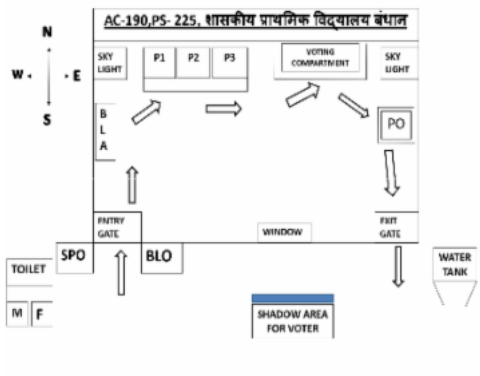 AC-190,PS- 225, शासकीय प्राथमिक विद्यालय बंधान
N
W
E
S
SKY
LIGHT
P1
P2
P3
VOTING
COMPARTMENT
SKY
LIGHT
B
L
A
PO
ENTRY
GATE
WINDOW
EXIT
GATE
SPO
BLO
TOILET
M
F
WATER
TANK
SHADOW AREA
FOR VOTER